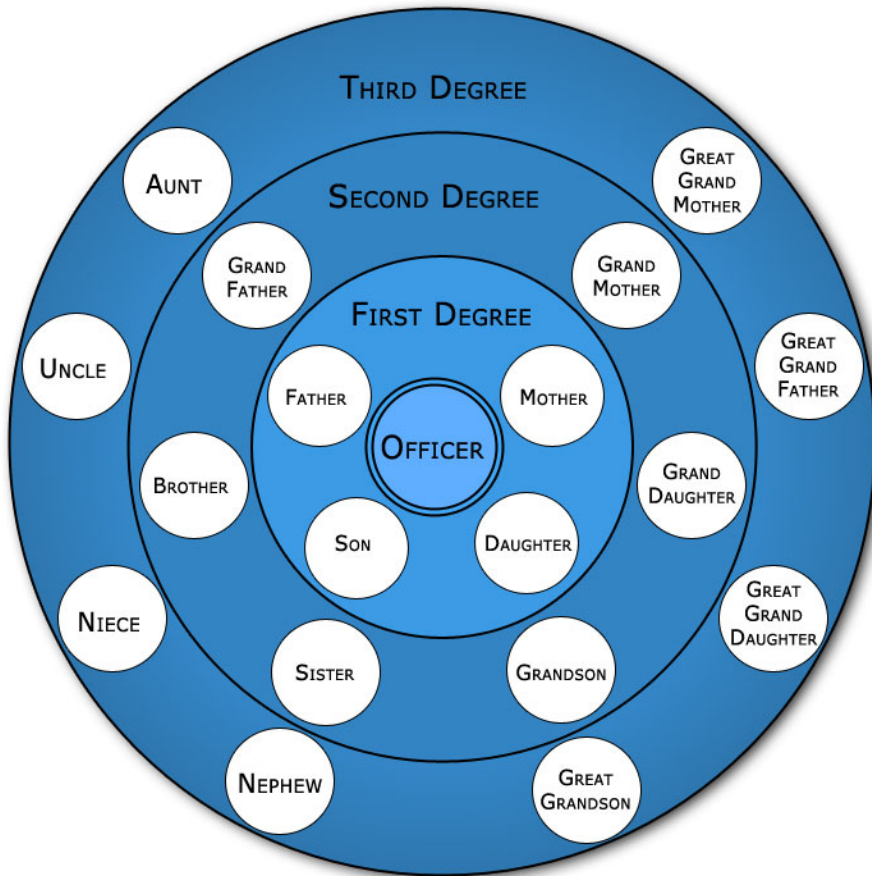 Third Degree
Aunt
Great
Grand
Mother
Second Degree
Grand
Father
Grand
Mother
First Degree
Uncle
Great
Grand
Father
Father
Mother
Officer
Brother
Grand
Daughter
Son
Daughter
Niece
Great
Grand
Daughter
Sister
Grandson
Nephew
Great
Grandson